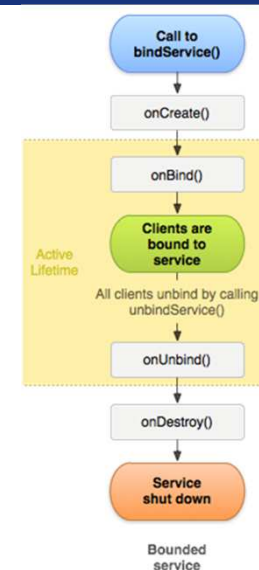 Call to
bindService()
onCreate()
onBind()
Clients are
bound to
service
Active
Lifetime
All clients unbind by calling
unbindService()
onUnbind()
onDestroy()
Service
shut down
Bounded
service